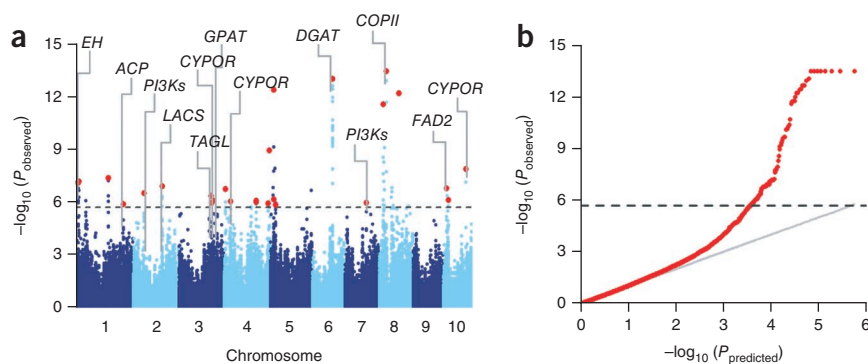 a
EH
ACP
PI3Ks
LACS
CYPOR
TAGL
GPAT
CYPOR
DGAT
PI3Ks
COPII
FAD2
CYPOR
15
12
9
6
3
0
–log10 (Pobserved)
1 2 3 4 5 6 7 8 9 10
Chromosome
b
15
12
9
6
3
0
–log10 (Pobserved)
0 1 2 3 4 5 6
–log10 (Ppredicted)